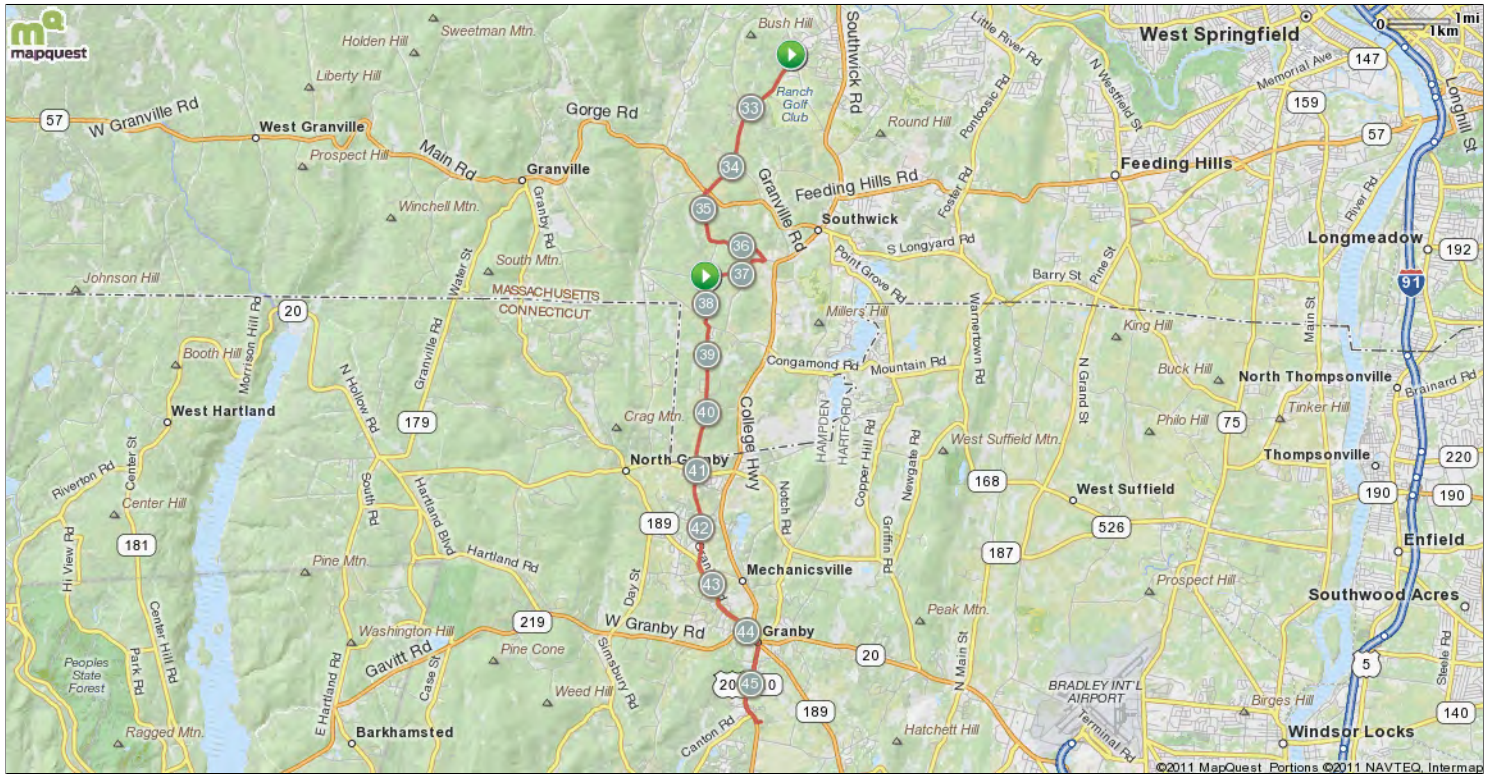 mapquest
Holden Hill
Sweetman Mtn.
Bush Hill
Southwick Rd
Little River Rd
West Springfield
0
1mi
1km
147
Memorial Ave
Longhill St
N Westfield St
Liberty Hill
Ranch
Golf
Club
33
Round Hill
Pontoosic Rd
159
57
W Granville Rd
West Granville
Gorge Rd
57
Prospect Hill
Main Rd
Granville
34
Granville Rd
Feeding Hills Rd
Foster Rd
Feeding Hills
River Rd
Winchell Mtn.
Granby Rd
35
Southwick
36
S Longyard Rd
Longmeadow
192
Johnson Hill
Water St
South Mtn.
37
Point Grove Rd
Barry St
Pine St
91
Main St
MASSACHUSETTS
CONNECTICUT
38
Morrison Hill Rd
20
Millers Hill
Warnertown Rd
King Hill
Booth Hill
Granville Rd
39
Congamond Rd
Mountain Rd
N Grand St
Buck Hill
North Thompsonville
Brainard Rd
N Hollow Rd
West Hartland
179
Crag Mtn.
40
College Hwy
HAMPDEN
HARTFORD
Copper Hill Rd
Newgate Rd
West Suffield Mtn.
Philo Hill
75
Tinker Hill
Thompsonville
220
Center St
Riverton Rd
North Granby
41
168
West Suffield
190
190
Center Hill
South Rd
Hartland Blvd
Notch Rd
189
42
Griffin Rd
526
181
187
Enfield
Hi View Rd
Pine Mtn.
Hartland Rd
Day St
43
Mechanicsville
Prospect Hill
Southwood Acres
Center Hill Rd
Washington Hill
219
W Granby Rd
44
Granby
Peak Mtn.
Peoples
State
Forest
Park Rd
Gavitt Rd
Pine Cone
Simsbury Rd
20
N Main St
5
Steele Rd
E Hartland Rd
Case St
Weed Hill
45
BRADLEY INT'L
AIRPORT
189
Birges Hill
140
Ragged Mtn.
Barkhamsted
Canton Rd
Hatchett Hill
Terminal Rd
Windsor Locks
©2011 MapQuest Portions ©2011 NAVTEQ, Intermap